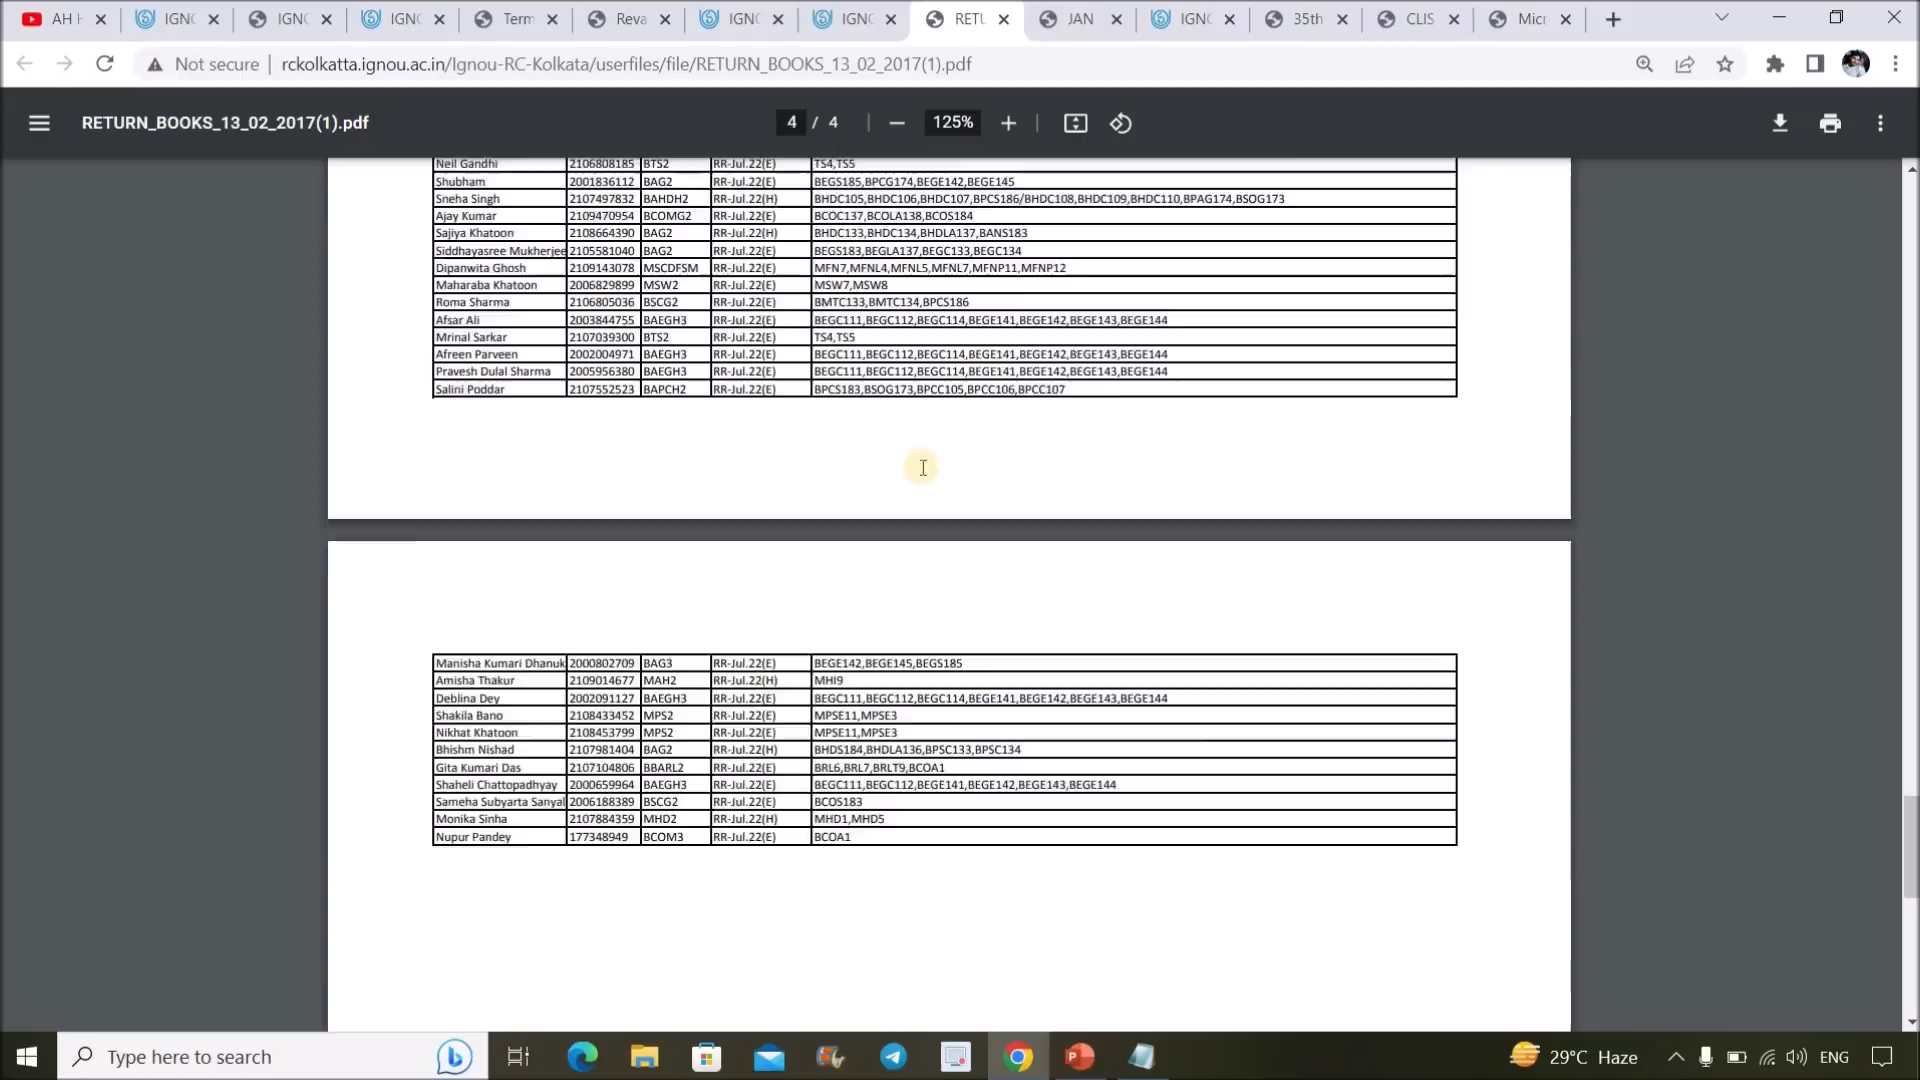 AH H
IGNO
IGNO
IGNO
Term
Reva
IGNO
IGNO
RETU
JAN
IGNO
35th
CLIS
Micr
Not secure
rckolkatta.ignou.ac.in/Ignou-RC-Kolkata/userfiles/file/RETURN_BOOKS_13_02_2017(1).pdf
RETURN_BOOKS_13_02_2017(1).pdf
4 / 4
125%
Neil Gandhi 2106808185 BTS2 RR-Jul.22(E) TS4,TS5
Shubham 2001836112 BAG2 RR-Jul.22(E) BEGS185,BPCG174,BEGE142,BEGE145
Sneha Singh 2107497832 BAHDH2 RR-Jul.22(H) BHDC105,BHDC106,BHDC107,BPCS186/BHDC108,BHDC109,BHDC110,BPAG174,BSOG173
Ajay Kumar 2109470954 BCOMG2 RR-Jul.22(E) BCOC137,BCOLA138,BCOS184
Sajiya Khatoon 2108664390 BAG2 RR-Jul.22(H) BHDC133,BHDC134,BHDLA137,BANS183
Siddhayasree Mukherjee 2105581040 BAG2 RR-Jul.22(E) BEGS183,BEGLA137,BEGC133,BEGC134
Dipanwita Ghosh 2109143078 MSCDFSM RR-Jul.22(E) MFN7,MFNL4,MFNL5,MFNL7,MFNP11,MFNP12
Maharaba Khatoon 2006829899 MSW2 RR-Jul.22(E) MSW7,MSW8
Roma Sharma 2106805036 BSCG2 RR-Jul.22(E) BMTC133,BMTC134,BPCS186
Afsar Ali 2003844755 BAEGH3 RR-Jul.22(E) BEGC111,BEGC112,BEGC114,BEGE141,BEGE142,BEGE143,BEGE144
Mrinal Sarkar 2107039300 BTS2 RR-Jul.22(E) TS4,TS5
Afreen Parveen 2002004971 BAEGH3 RR-Jul.22(E) BEGC111,BEGC112,BEGC114,BEGE141,BEGE142,BEGE143,BEGE144
Pravesh Dulal Sharma 2005956380 BAEGH3 RR-Jul.22(E) BEGC111,BEGC112,BEGC114,BEGE141,BEGE142,BEGE143,BEGE144
Salini Poddar 2107552523 BAPCH2 RR-Jul.22(E) BPCS183,BSOG173,BPCC105,BPCC106,BPCC107
Manisha Kumari Dhanuk 2000802709 BAG3 RR-Jul.22(E) BEGE142,BEGE145,BEGS185
Amisha Thakur 2109014677 MAH2 RR-Jul.22(H) MHI9
Deblina Dey 2002091127 BAEGH3 RR-Jul.22(E) BEGC111,BEGC112,BEGC114,BEGE141,BEGE142,BEGE143,BEGE144
Shakila Bano 2108433452 MPS2 RR-Jul.22(E) MPSE11,MPSE3
Nikhat Khatoon 2108453799 MPS2 RR-Jul.22(E) MPSE11,MPSE3
Bhishm Nishad 2107981404 BAG2 RR-Jul.22(H) BHDS184,BHDLA136,BPSC133,BPSC134
Gita Kumari Das 2107104806 BBARL2 RR-Jul.22(E) BRL6,BRL7,BRLT9,BCOA1
Shaheli Chattopadhyay 2000659964 BAEGH3 RR-Jul.22(E) BEGC111,BEGC112,BEGE141,BEGE142,BEGE143,BEGE144
Sameha Subyarta Sanyal 2006188389 BSCG2 RR-Jul.22(E) BCOS183
Monika Sinha 2107884359 MHD2 RR-Jul.22(H) MHD1,MHD5
Nupur Pandey 177348949 BCOM3 RR-Jul.22(E) BCOA1
Type here to search
29°C Haze
ENG